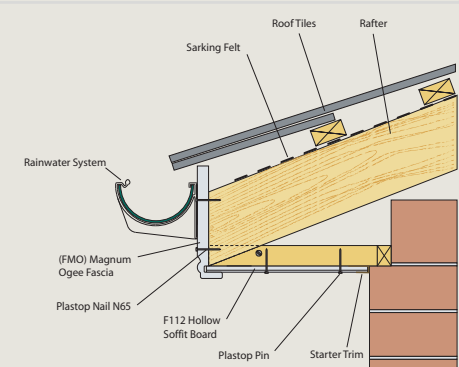 Roof Tiles
Rafter
Sarking Felt
Rainwater System
(FMO) Magnum
Ogee Fascia
Plastop Nail N65
F112 Hollow
Soffit Board
Plastop Pin
Starter Trim